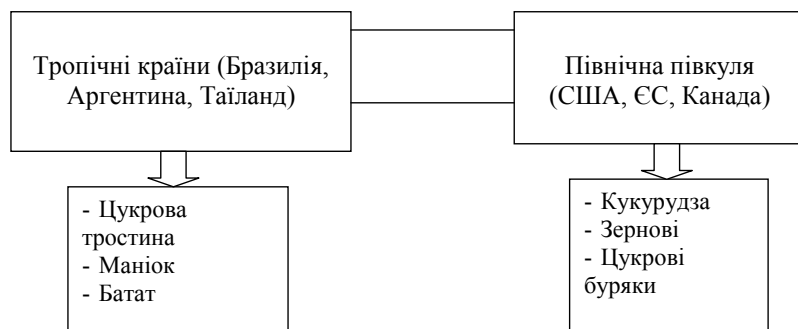 Тропічні країни (Бразилія,
Аргентина, Таїланд)
Північна півкуля
(США, ЄС, Канада)
- Цукрова
тростина
- Маніок
- Батат
- Кукурудза
- Зернові
- Цукрові
буряки